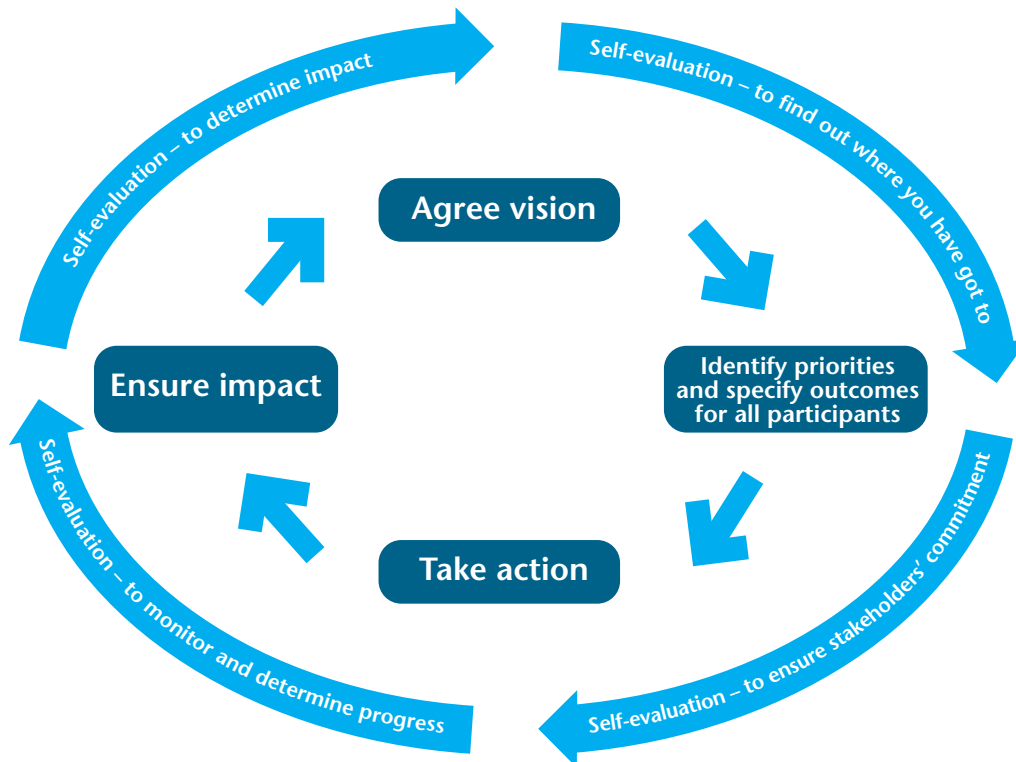 Self-evaluation – to determine impact
Self-evaluation – to find out where you have got to
Agree vision
Ensure impact
Identify priorities
and specify outcomes
for all participants
Take action
Self-evaluation – to monitor and determine progress
Self-evaluation – to ensure stakeholders’ commitment